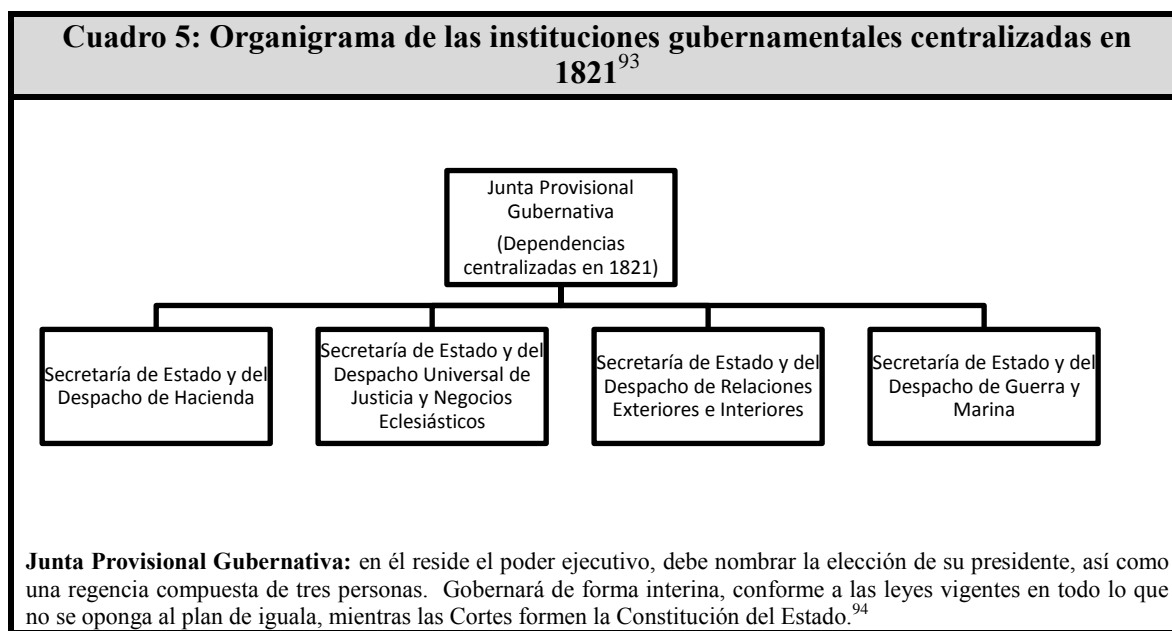 Cuadro 5: Organigrama de las instituciones gubernamentales centralizadas en
1821⁹³
Junta Provisional
Gubernativa
(Dependencias
centralizadas en 1821)
Secretaría de Estado y del
Despacho de Hacienda
Secretaría de Estado y del
Despacho Universal de
Justicia y Negocios
Eclesiásticos
Secretaría de Estado y del
Despacho de Relaciones
Exteriores e Interiores
Secretaría de Estado y del
Despacho de Guerra y
Marina
Junta Provisional Gubernativa: en él reside el poder ejecutivo, debe nombrar la elección de su presidente, así como
una regencia compuesta de tres personas. Gobernará de forma interina, conforme a las leyes vigentes en todo lo que
no se oponga al plan de iguala, mientras las Cortes formen la Constitución del Estado.⁹⁴